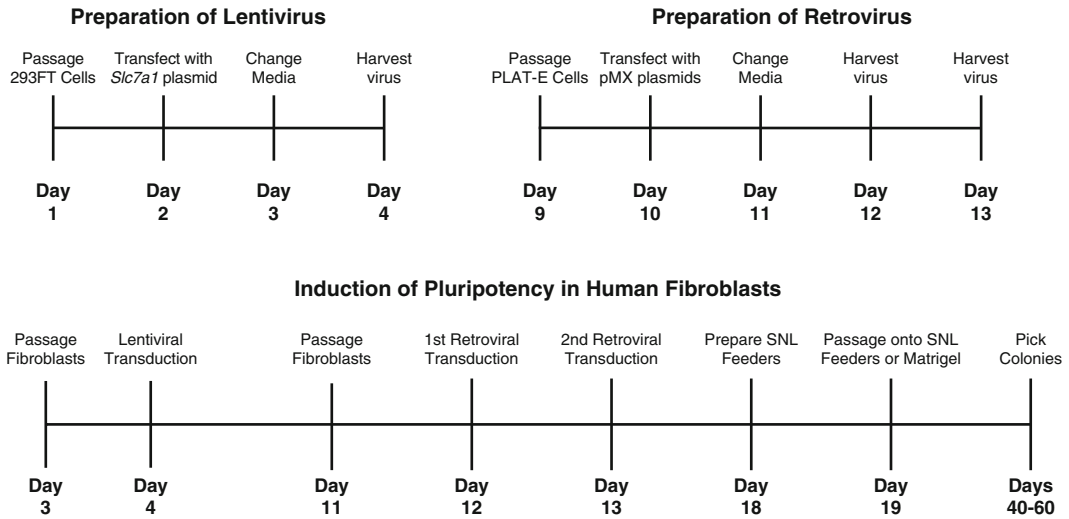 Preparation of Lentivirus
Passage 293FT Cells
Transfect with Slc7a1 plasmid
Change Media
Harvest virus
Day 1
Day 2
Day 3
Day 4
Preparation of Retrovirus
Passage PLAT-E Cells
Transfect with pMX plasmids
Change Media
Harvest virus
Harvest virus
Day 9
Day 10
Day 11
Day 12
Day 13
Induction of Pluripotency in Human Fibroblasts
Passage Fibroblasts
Lentiviral Transduction
Passage Fibroblasts
1st Retroviral Transduction
2nd Retroviral Transduction
Prepare SNL Feeders
Passage onto SNL Feeders or Matrigel
Pick Colonies
Day 3
Day 4
Day 11
Day 12
Day 13
Day 18
Day 19
Days 40-60